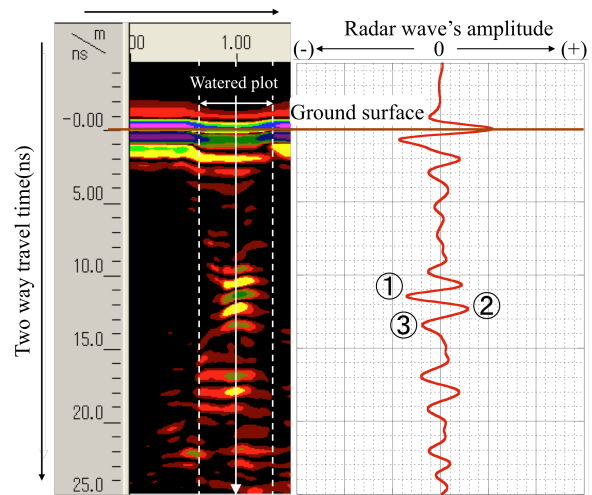 Radar wave's amplitude
(-) 0 (+)
m
ns
00 1.00
Watered plot
-0.00
Ground surface
5.00
10.0
15.0
20.0
25.0
Two way travel time(ns)
①
②
③